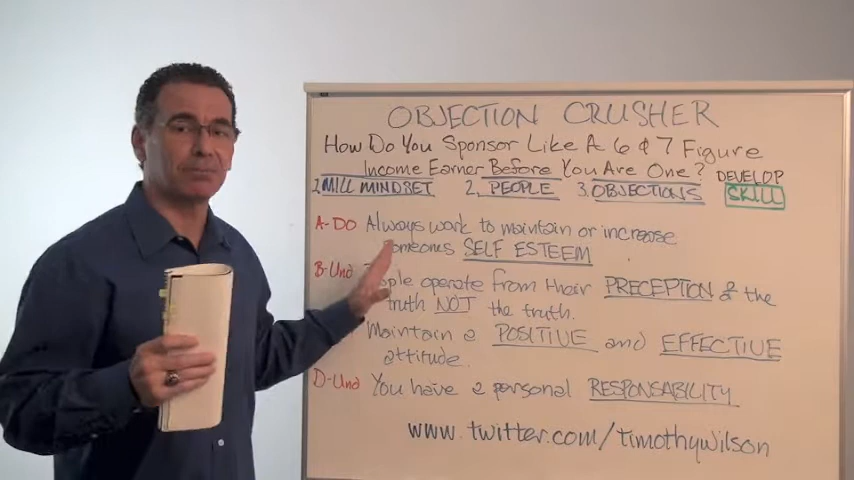 OBJECTION CRUSHER
How Do You Sponsor Like A 6 & 7 Figure
Income Earner Before You Are One?
DEVELOP
SKILL
1. MILL MINDSET 2. PEOPLE 3. OBJECTIONS
A-DO Always work to maintain or increase
someones SELF ESTEEM
B-Und People operate from their PRECEPTION of the
truth NOT the truth.
Maintain a POSITIVE and EFFECTIVE
attitude.
D-Und You have a personal RESPONSABILITY
www.twitter.com/TimothyWilson